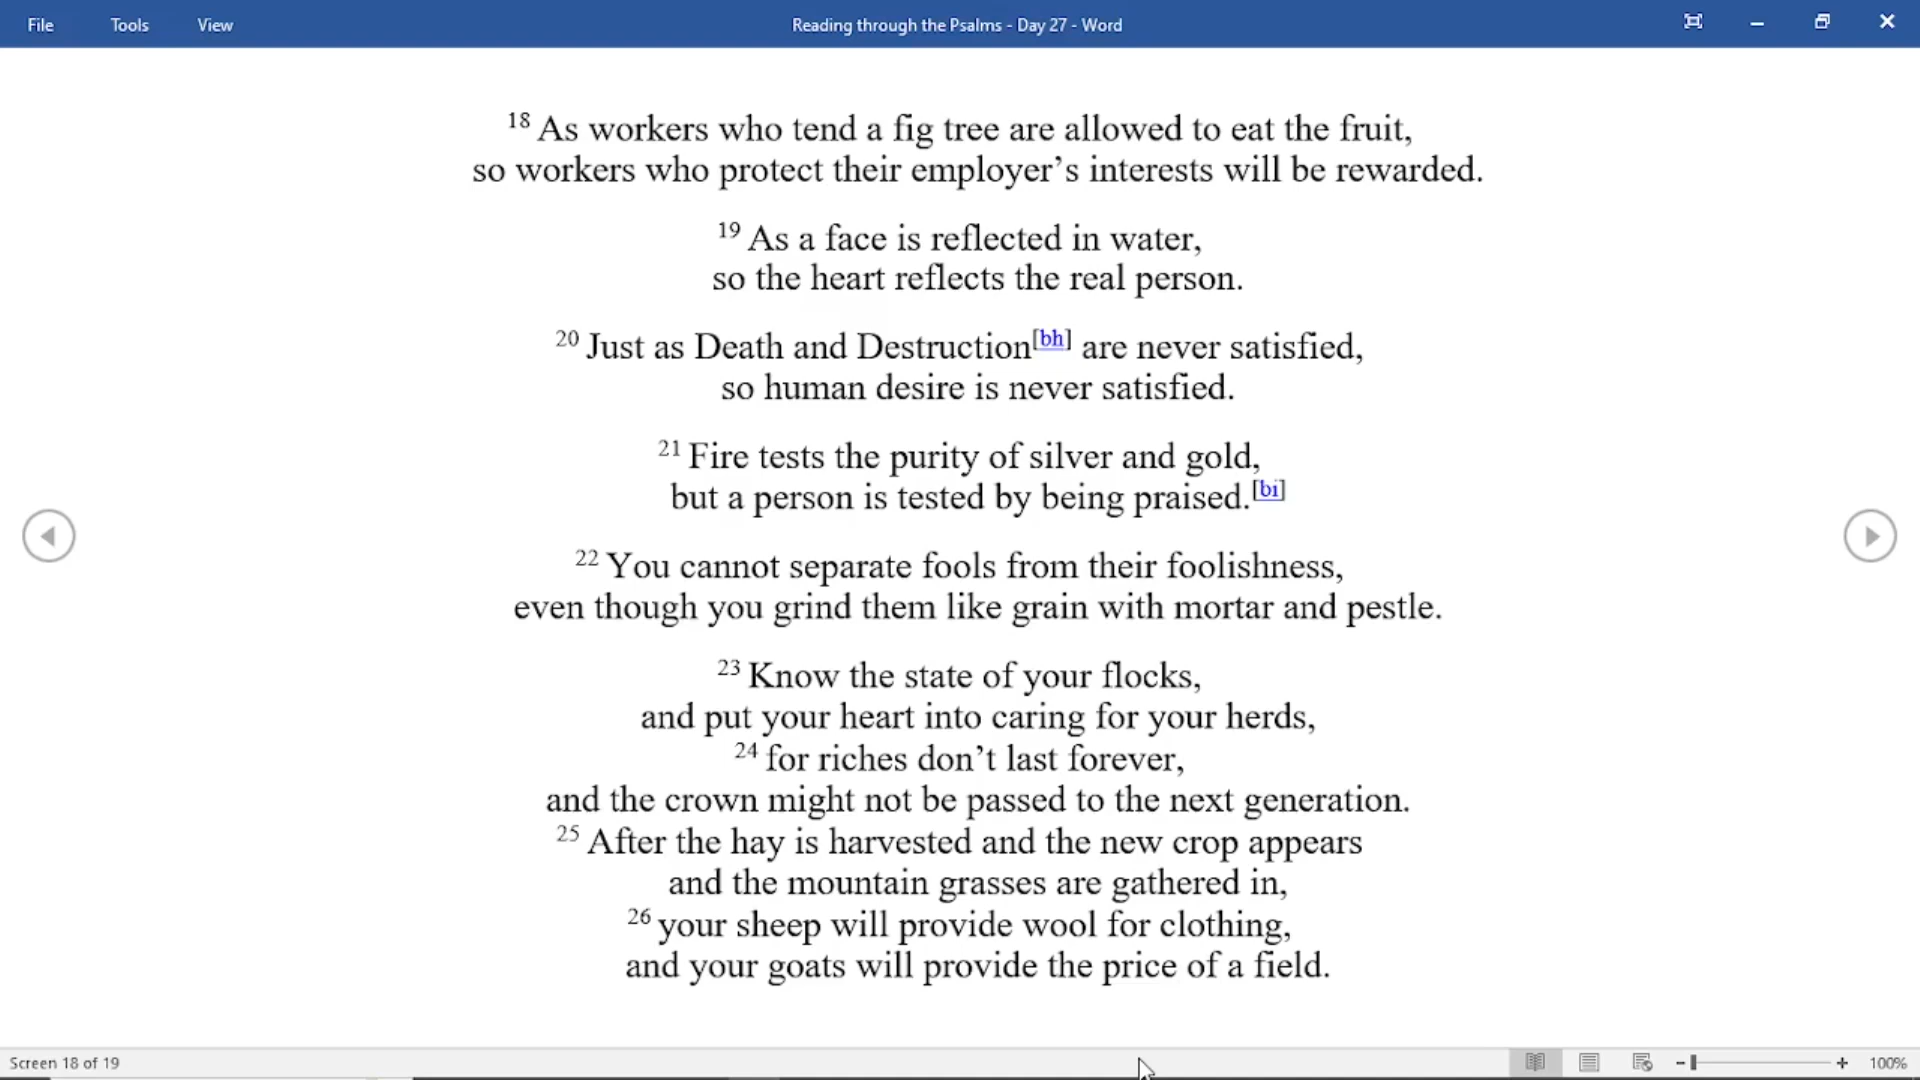 File Tools View Reading through the Psalms - Day 27 - Word
18 As workers who tend a fig tree are allowed to eat the fruit,
so workers who protect their employer’s interests will be rewarded.
19 As a face is reflected in water,
so the heart reflects the real person.
20 Just as Death and Destruction[bh] are never satisfied,
so human desire is never satisfied.
21 Fire tests the purity of silver and gold,
but a person is tested by being praised.[bi]
22 You cannot separate fools from their foolishness,
even though you grind them like grain with mortar and pestle.
23 Know the state of your flocks,
and put your heart into caring for your herds,
24 for riches don’t last forever,
and the crown might not be passed to the next generation.
25 After the hay is harvested and the new crop appears
and the mountain grasses are gathered in,
26 your sheep will provide wool for clothing,
and your goats will provide the price of a field.
Screen 18 of 19 100%